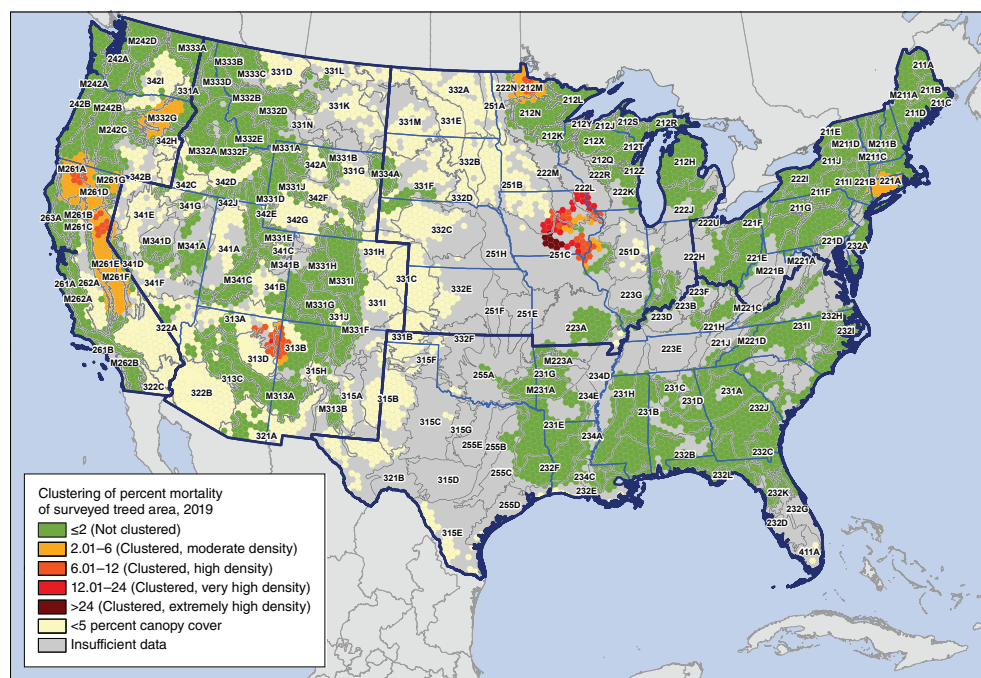 M242D
M333A
242A
M333B
M333C
331D
331L
342I
331A
M333D
M242A
M332B
331K
332A
222N
212M
251A
212L
242B
M242B
M332G
M332D
331N
331M
331E
212N
212Y
212J
212S
212R
211A
M211A
211B
211C
211D
M242C
342H
M332E
212K
212X
212T
211E
M211D
M211B
M211C
M332A
M332F
M331A
M331B
332B
212Q
212Z
212H
211J
M261A
M261G
342A
331G
M334A
222M
222R
222I
211I
221B
221A
M261D
342B
342C
342D
M331J
342F
331F
251B
222L
222K
211F
263A
M261B
341G
342J
M331D
342E
332D
222J
222U
211G
M261C
341E
342G
332C
251D
221F
M341D
M341A
341A
M331E
341C
M341B
M331H
331H
251H
251C
222H
221E
221D
232A
M261E
341D
M261F
341F
M341C
341B
M331I
331C
332E
223G
M221B
M221A
261A
262A
M262A
M331G
331I
251F
251E
223F
223B
223D
M221C
322A
313A
331J
M331F
223A
221H
231I
232H
232I
261B
313D
313B
331B
332F
223E
221J
M221D
M262B
313C
315H
315F
M223A
322C
322B
M313A
315A
315B
255A
231G
M231A
234D
234E
231H
231C
231D
231A
232J
M313B
321A
315C
315G
231E
231B
255E
255B
234A
232B
232C
321B
315D
255C
232F
234C
232E
232L
255D
232K
232G
232D
315E
411A
Clustering of percent mortality
of surveyed treed area, 2019
≤2 (Not clustered)
2.01–6 (Clustered, moderate density)
6.01–12 (Clustered, high density)
12.01–24 (Clustered, very high density)
>24 (Clustered, extremely high density)
<5 percent canopy cover
Insufficient data